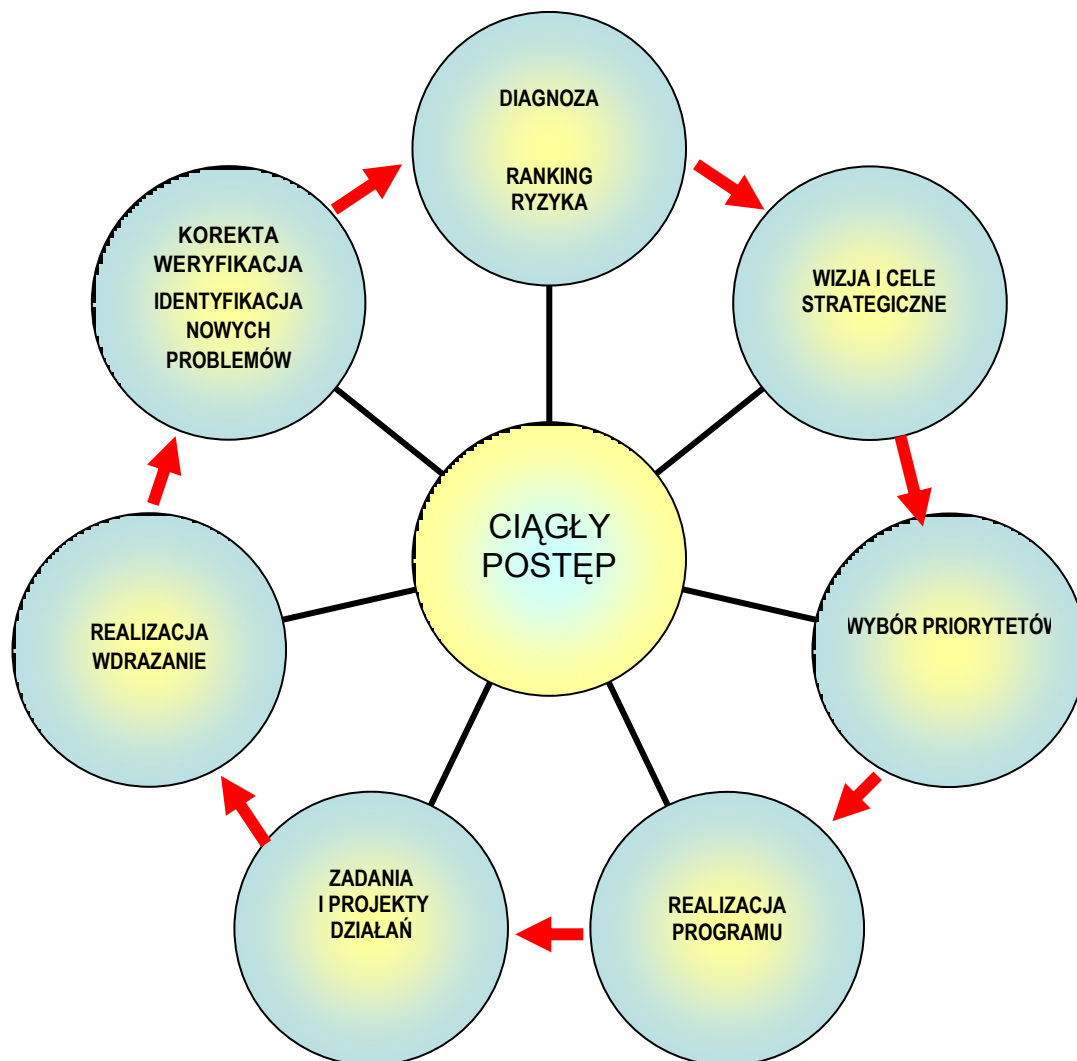 DIAGNOZA
RANKING
RYZYKA
WIZJA I CELE
STRATEGICZNE
WYBÓR PRIORYTETÓW
REALIZACJA
PROGRAMU
ZADANIA
I PROJEKTY
DZIAŁAŃ
REALIZACJA
WDRAZANIE
KOREKTA
WERYFIKACJA
IDENTYFIKACJA
NOWYCH
PROBLEMÓW
CIĄGŁY
POSTĘP